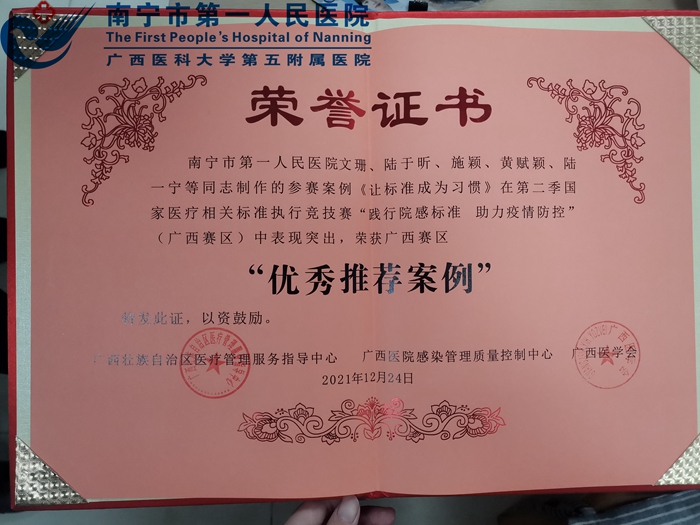 南宁市第一人民医院
The First People's Hospital of Nanning
广西医科大学第五附属医院
荣誉证书
南宁市第一人民医院文珊、陆于昕、施颖、黄赋颖、陆
一宁等同志制作的参赛案例《让标准成为习惯》在第二季国
家医疗相关标准执行竞技赛“践行院感标准 助力疫情防控”
（广西赛区）中表现突出，荣获广西赛区
“优秀推荐案例”
特发此证，以资鼓励。
广西壮族自治区医疗管理服务指导中心 广西医院感染管理质量控制中心 广西医学会
2021年12月24日